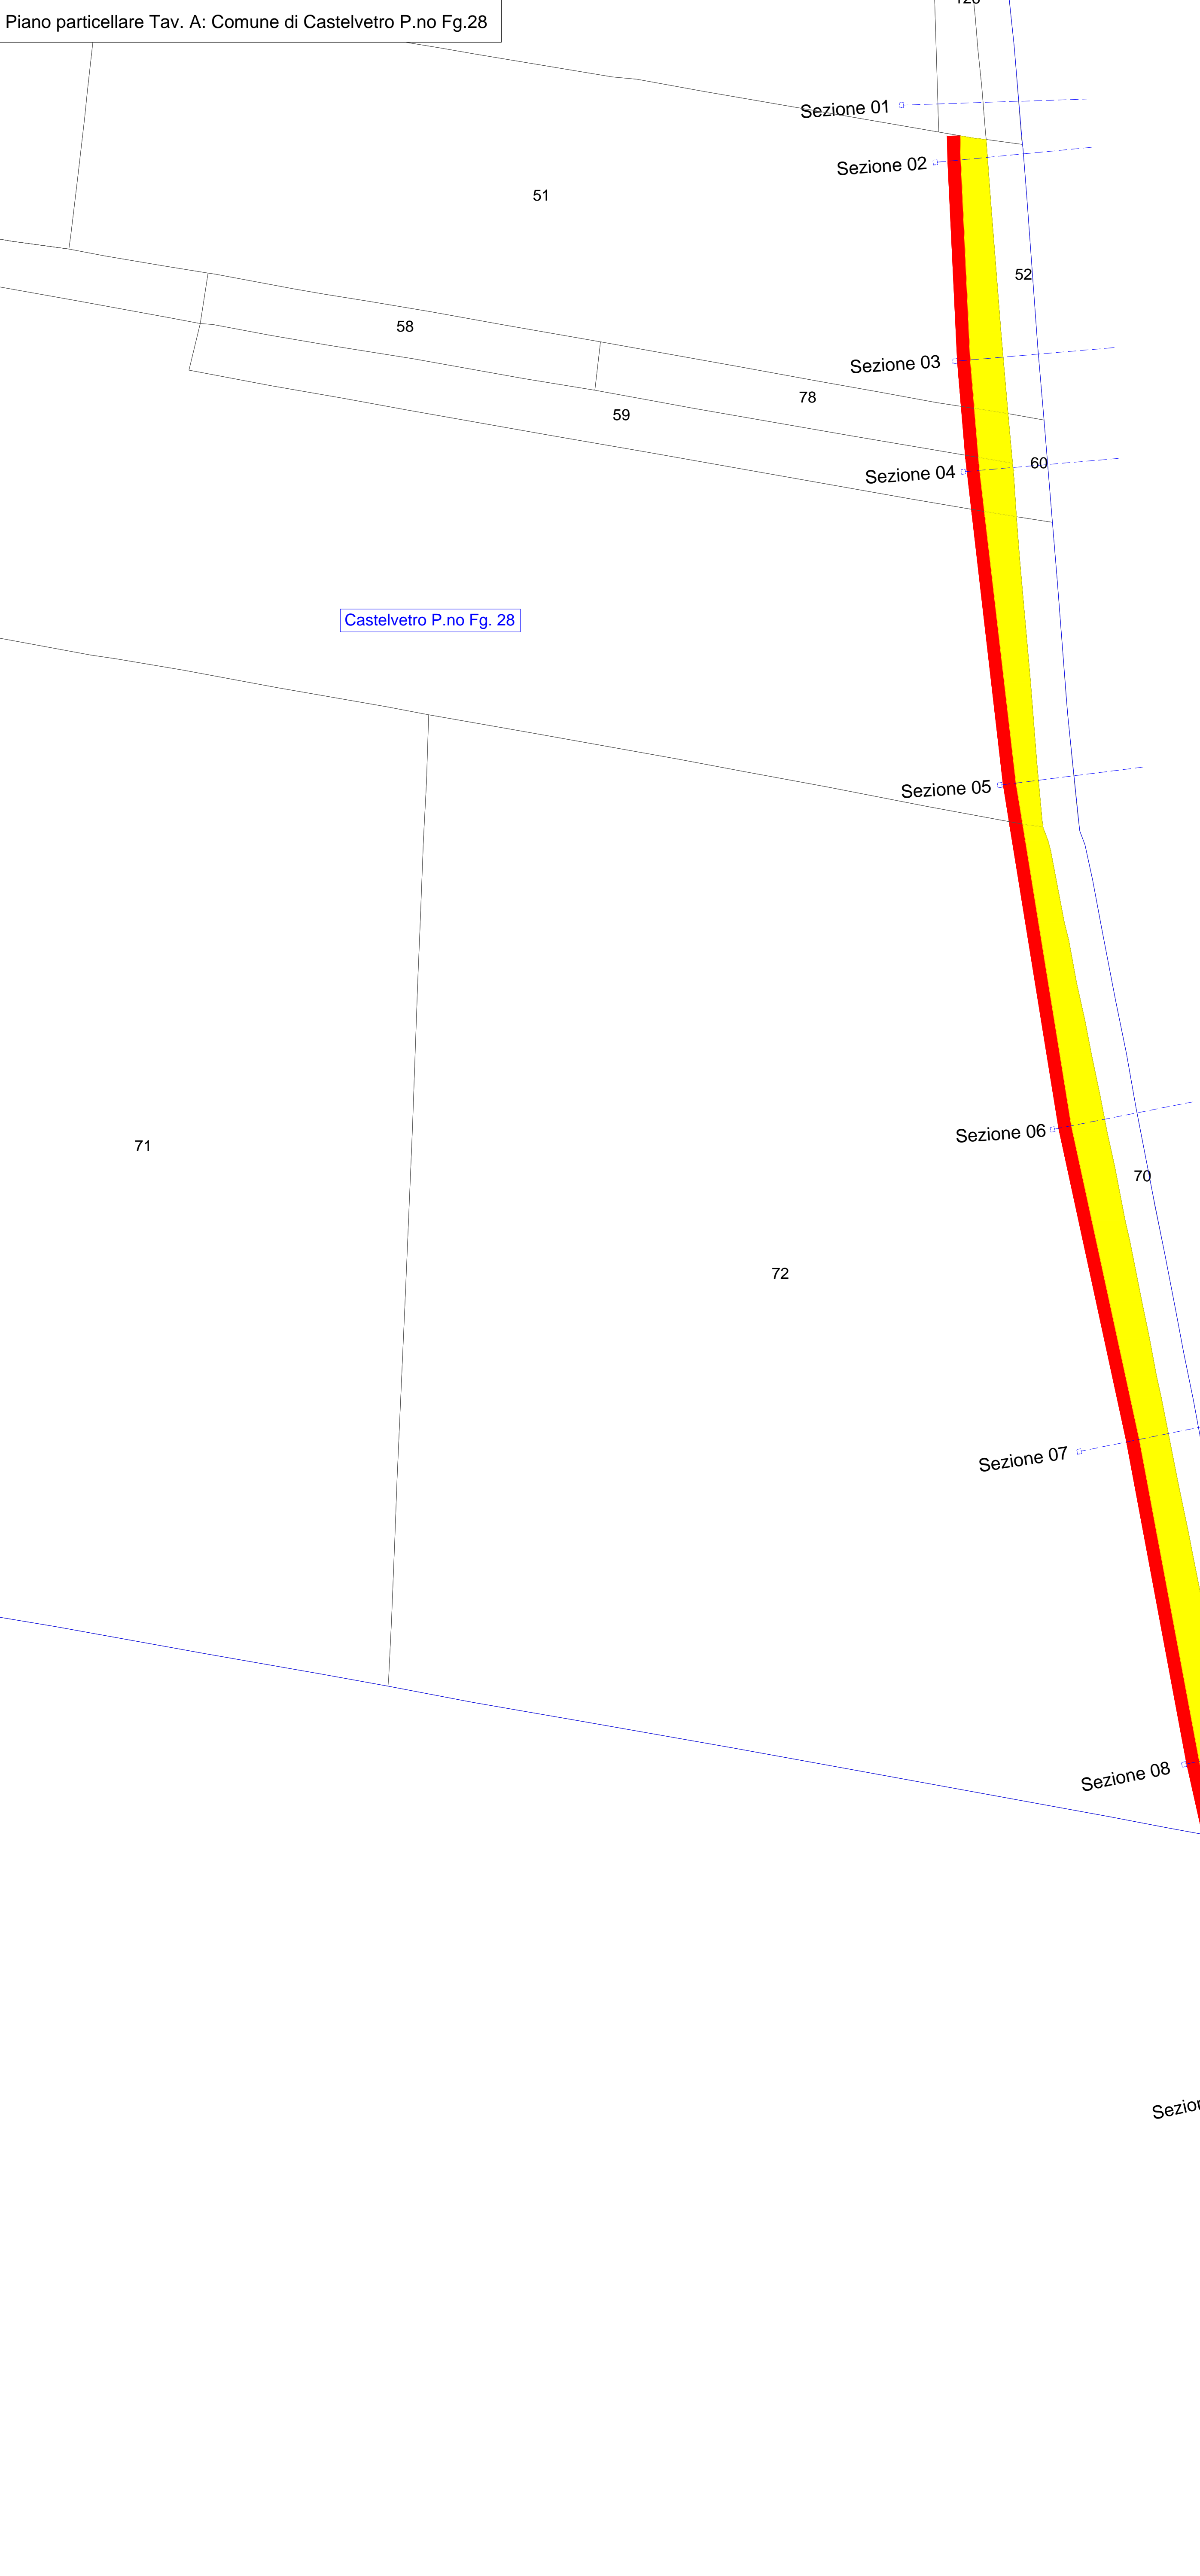 Piano particellare Tav. A: Comune di Castelvetro P.no Fg.28
Sezione 01
Sezione 02
51
52
58
Sezione 03
78
59
60
Sezione 04
Castelvetro P.no Fg. 28
Sezione 05
Sezione 06
71
70
72
Sezione 07
Sezione 08